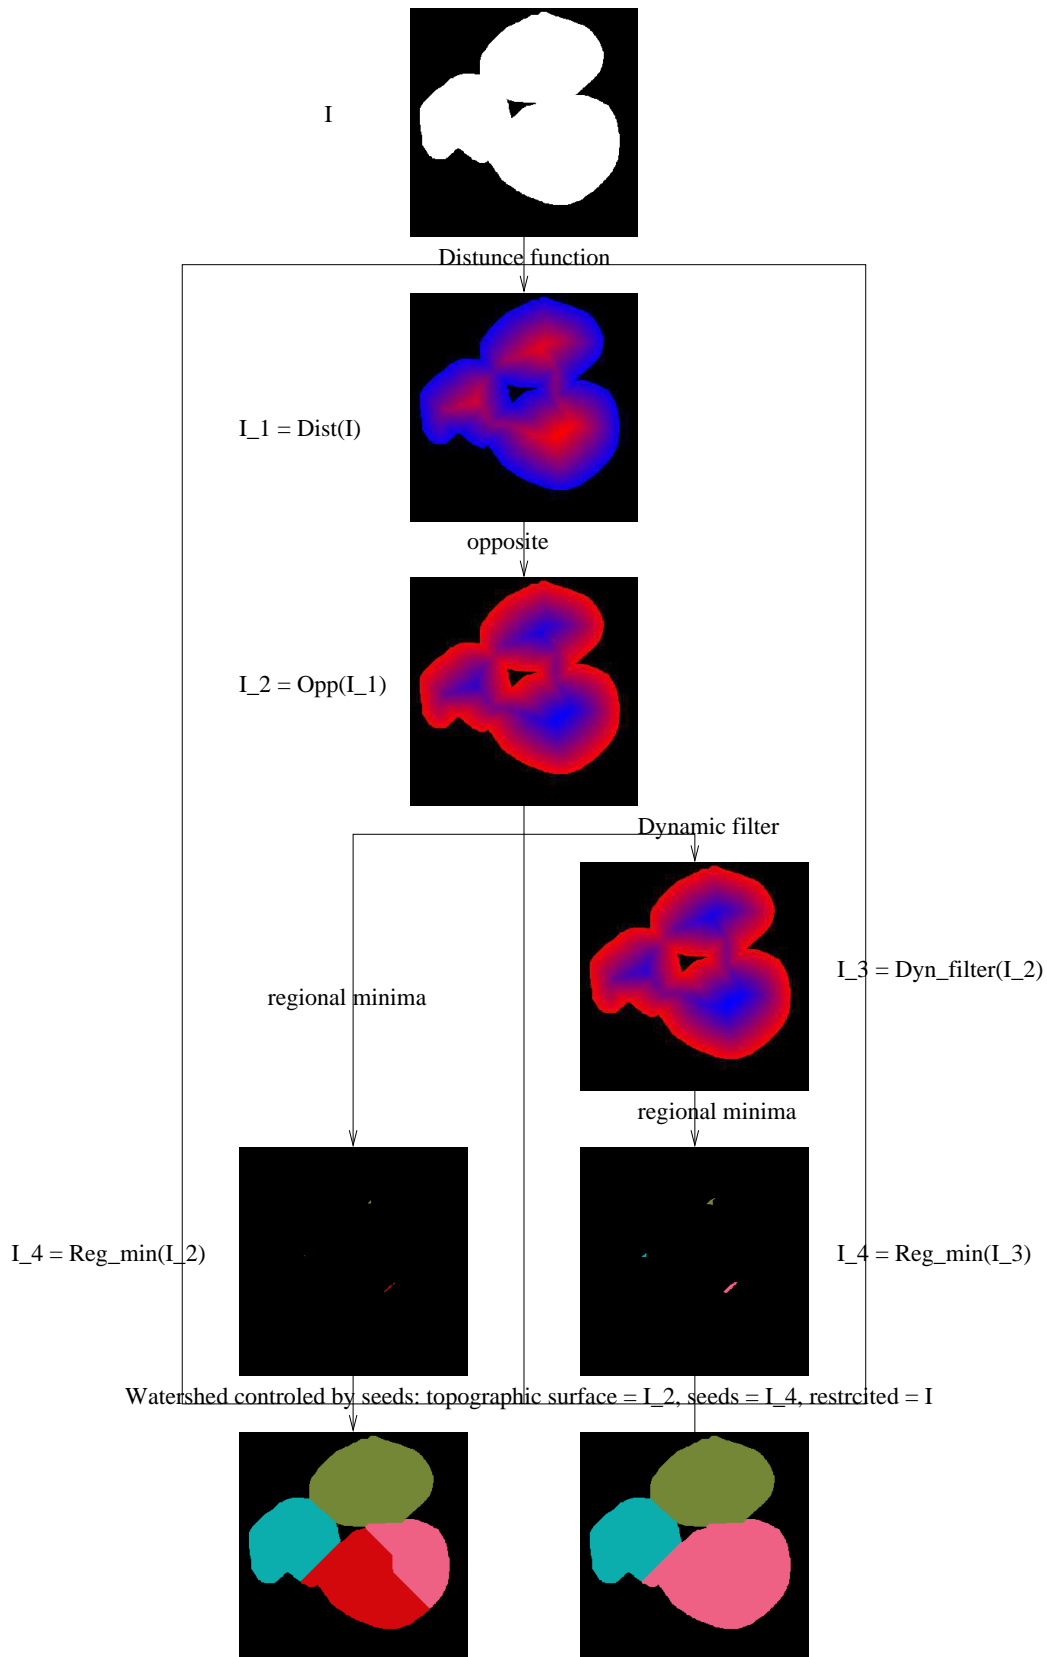 I
Distunce function
I_1 = Dist(I)
opposite
I_2 = Opp(I_1)
Dynamic filter
I_3 = Dyn_filter(I_2)
regional minima
regional minima
I_4 = Reg_min(I_2)
I_4 = Reg_min(I_3)
Watershed controled by seeds: topographic surface = I_2, seeds = I_4, restrcited = I